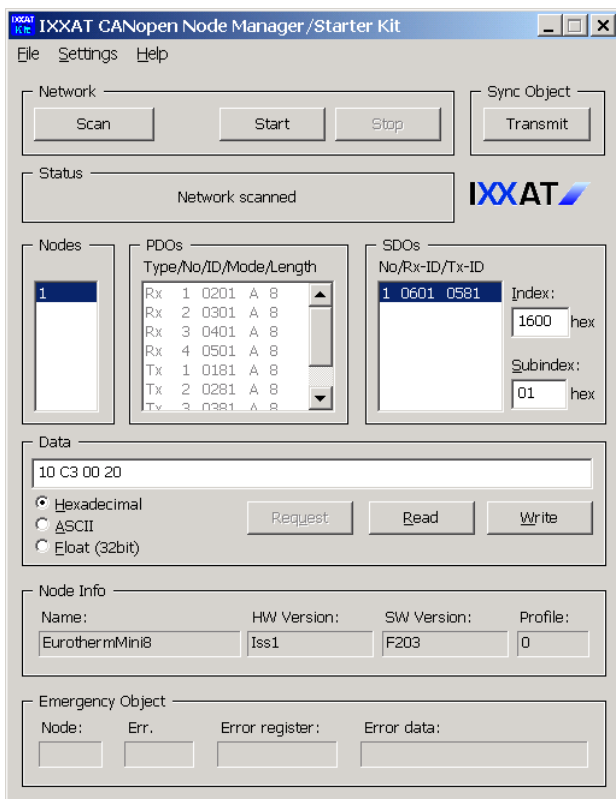 IXXAT Kit IXXAT CANopen Node Manager/Starter Kit
File Settings Help
Network
Scan Start Stop
Sync Object
Transmit
Status
Network scanned
IXXAT
Nodes
1
PDOs
Type/No/ID/Mode/Length
Rx 1 0201 A 8
Rx 2 0301 A 8
Rx 3 0401 A 8
Rx 4 0501 A 8
Tx 1 0181 A 8
Tx 2 0281 A 8
Tx 3 0381 A 8
SDOs
No/Rx-ID/Tx-ID
1 0601 0581
Index:
1600 hex
Subindex:
01 hex
Data
10 C3 00 20
Hexadecimal
ASCII
Float (32bit)
Request Read Write
Node Info
Name: HW Version: SW Version: Profile:
EurothermMini8 Iss1 F203 0
Emergency Object
Node: Err. Error register: Error data: